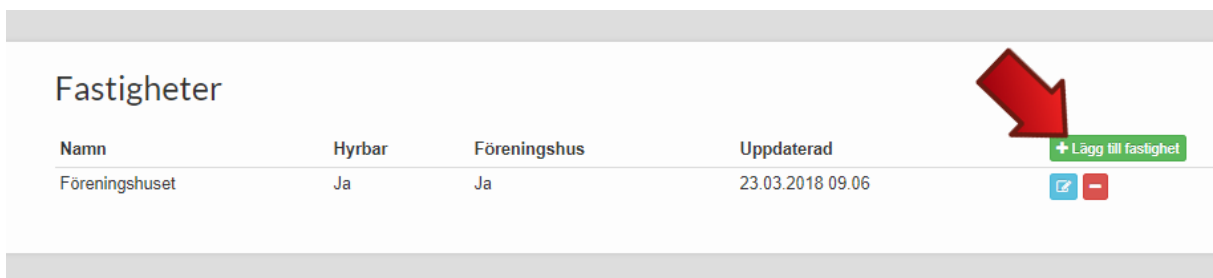 Fastigheter
Namn Hyrbar Föreningshus Uppdaterad Lägg till fastighet
Föreningshuset Ja Ja 23.03.2018 09.06